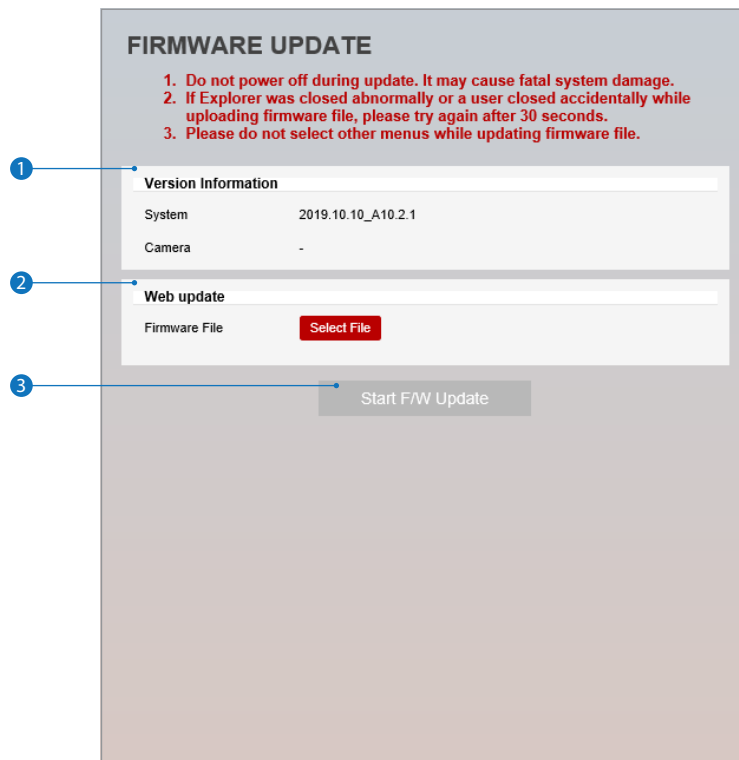 FIRMWARE UPDATE
1. Do not power off during update. It may cause fatal system damage.
2. If Explorer was closed abnormally or a user closed accidentally while
uploading firmware file, please try again after 30 seconds.
3. Please do not select other menus while updating firmware file.
1
Version Information
System 2019.10.10_A10.2.1
Camera -
2
Web update
Firmware File Select File
3
Start F/W Update